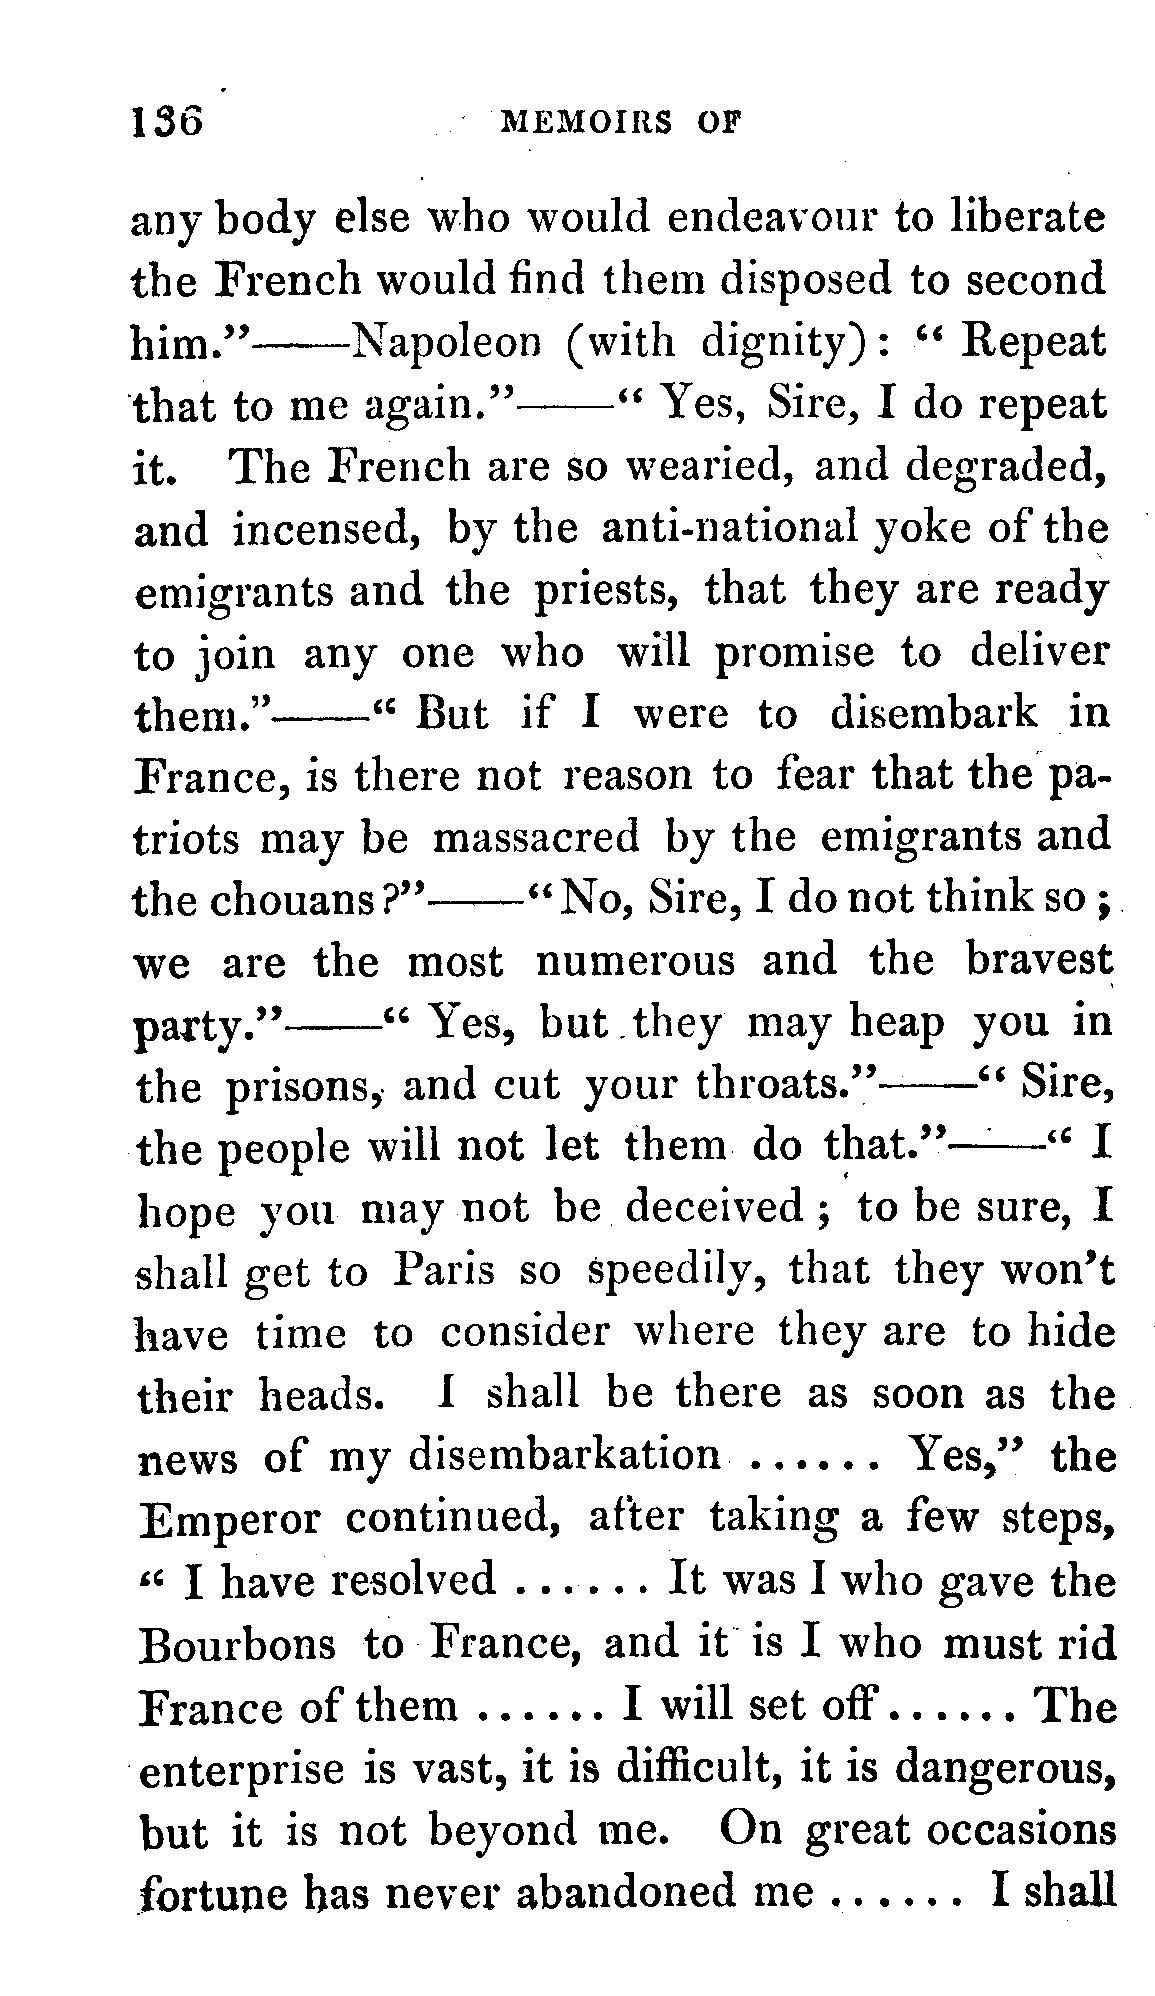 136 MEMOIRS OF
any body else who would endeavour to liberate
the French would find them disposed to second
him."——Napoleon (with dignity): " Repeat
that to me again."——" Yes, Sire, I do repeat
it. The French are so wearied, and degraded,
and incensed, by the anti-national yoke of the
emigrants and the priests, that they are ready
to join any one who will promise to deliver
them."——" But if I were to disembark in
France, is there not reason to fear that the pa-
triots may be massacred by the emigrants and
the chouans?"——"No, Sire, I do not think so;
we are the most numerous and the bravest
party."——" Yes, but they may heap you in
the prisons, and cut your throats."——" Sire,
the people will not let them do that."——" I
hope you may not be deceived; to be sure, I
shall get to Paris so speedily, that they won't
have time to consider where they are to hide
their heads. I shall be there as soon as the
news of my disembarkation ...... Yes," the
Emperor continued, after taking a few steps,
" I have resolved ...... It was I who gave the
Bourbons to France, and it is I who must rid
France of them ...... I will set off ...... The
enterprise is vast, it is difficult, it is dangerous,
but it is not beyond me. On great occasions
fortune has never abandoned me ...... I shall